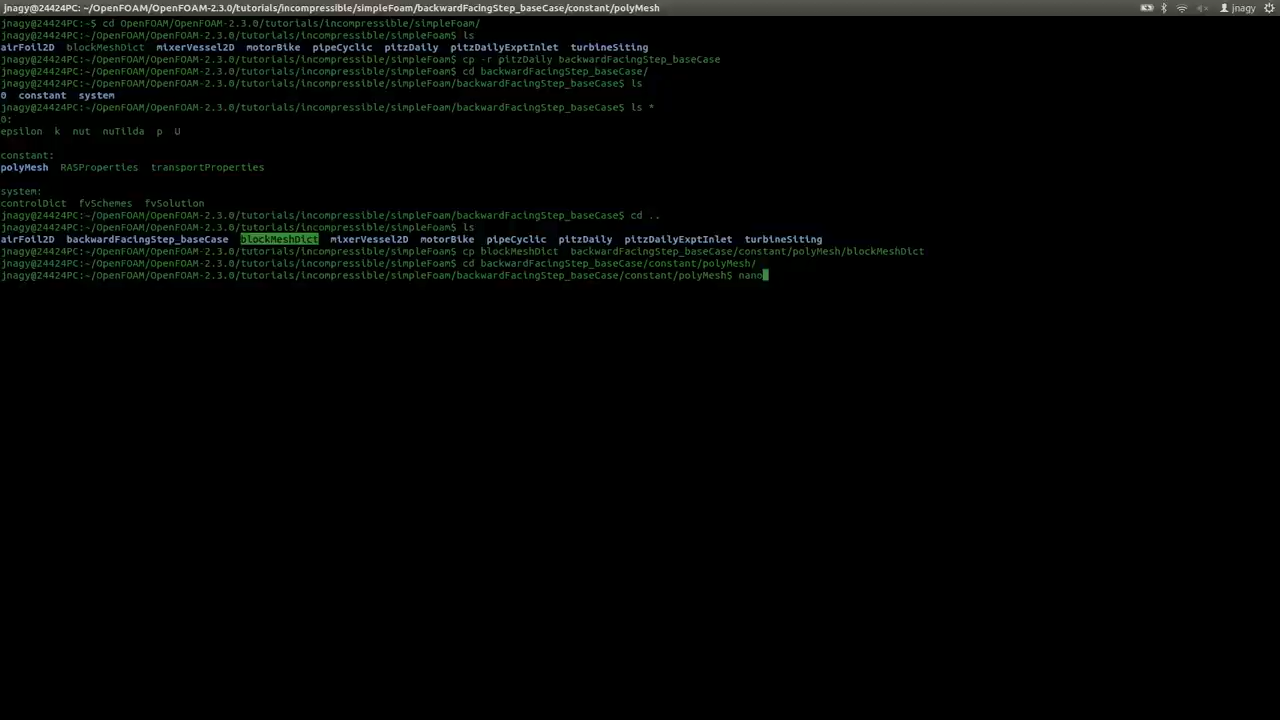 jnagy@24424PC: ~/OpenFOAM/OpenFOAM-2.3.0/tutorials/incompressible/simpleFoam/backwardFacingStep_baseCase/constant/polyMesh jnagy
jnagy@24424PC:~$ cd OpenFOAM/OpenFOAM-2.3.0/tutorials/incompressible/simpleFoam/
jnagy@24424PC:~/OpenFOAM/OpenFOAM-2.3.0/tutorials/incompressible/simpleFoam$ ls
airFoil2D blockMeshDict mixerVessel2D motorBike pipeCyclic pitzDaily pitzDailyExptInlet turbineSiting
jnagy@24424PC:~/OpenFOAM/OpenFOAM-2.3.0/tutorials/incompressible/simpleFoam$ cp -r pitzDaily backwardFacingStep_baseCase
jnagy@24424PC:~/OpenFOAM/OpenFOAM-2.3.0/tutorials/incompressible/simpleFoam$ cd backwardFacingStep_baseCase/
jnagy@24424PC:~/OpenFOAM/OpenFOAM-2.3.0/tutorials/incompressible/simpleFoam/backwardFacingStep_baseCase$ ls
0 constant system
jnagy@24424PC:~/OpenFOAM/OpenFOAM-2.3.0/tutorials/incompressible/simpleFoam/backwardFacingStep_baseCase$ ls *
0:
epsilon k nut nuTilda p U
constant:
polyMesh RASProperties transportProperties
system:
controlDict fvSchemes fvSolution
jnagy@24424PC:~/OpenFOAM/OpenFOAM-2.3.0/tutorials/incompressible/simpleFoam/backwardFacingStep_baseCase$ cd ..
jnagy@24424PC:~/OpenFOAM/OpenFOAM-2.3.0/tutorials/incompressible/simpleFoam$ ls
airFoil2D backwardFacingStep_baseCase blockMeshDict mixerVessel2D motorBike pipeCyclic pitzDaily pitzDailyExptInlet turbineSiting
jnagy@24424PC:~/OpenFOAM/OpenFOAM-2.3.0/tutorials/incompressible/simpleFoam$ cp blockMeshDict backwardFacingStep_baseCase/constant/polyMesh/blockMeshDict
jnagy@24424PC:~/OpenFOAM/OpenFOAM-2.3.0/tutorials/incompressible/simpleFoam$ cd backwardFacingStep_baseCase/constant/polyMesh/
jnagy@24424PC:~/OpenFOAM/OpenFOAM-2.3.0/tutorials/incompressible/simpleFoam/backwardFacingStep_baseCase/constant/polyMesh$ nano